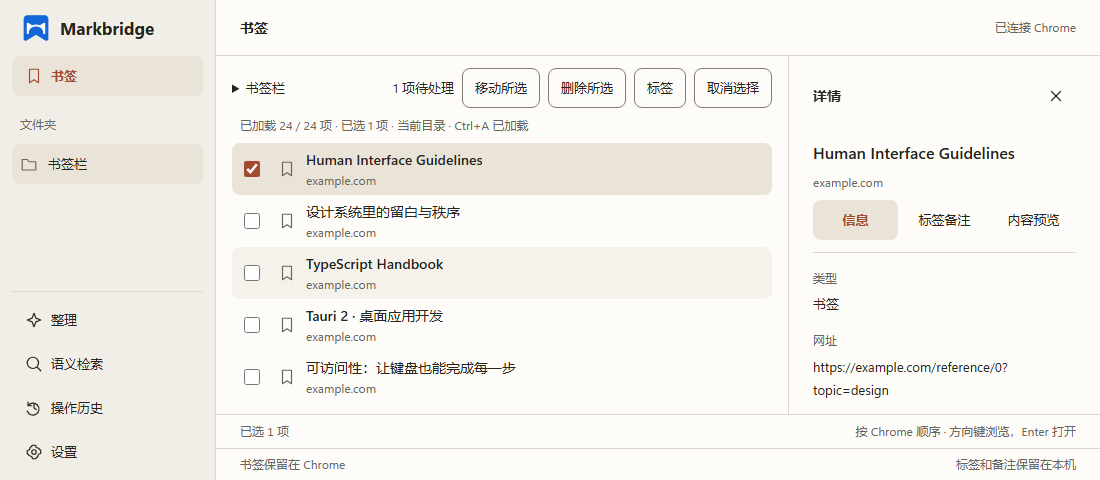 Markbridge
书签
文件夹
书签栏
整理
语义检索
操作历史
设置
书签
已连接 Chrome
书签栏
1 项待处理
移动所选
删除所选
标签
取消选择
已加载 24 / 24 项 · 已选 1 项 · 当前目录 · Ctrl+A 已加载
Human Interface Guidelines
example.com
设计系统里的留白与秩序
example.com
TypeScript Handbook
example.com
Tauri 2 · 桌面应用开发
example.com
可访问性：让键盘也能完成每一步
example.com
详情
Human Interface Guidelines
example.com
信息
标签备注
内容预览
类型
书签
网址
https://example.com/reference/0?
topic=design
已选 1 项
按 Chrome 顺序 · 方向键浏览，Enter 打开
书签保留在 Chrome
标签和备注保留在本机